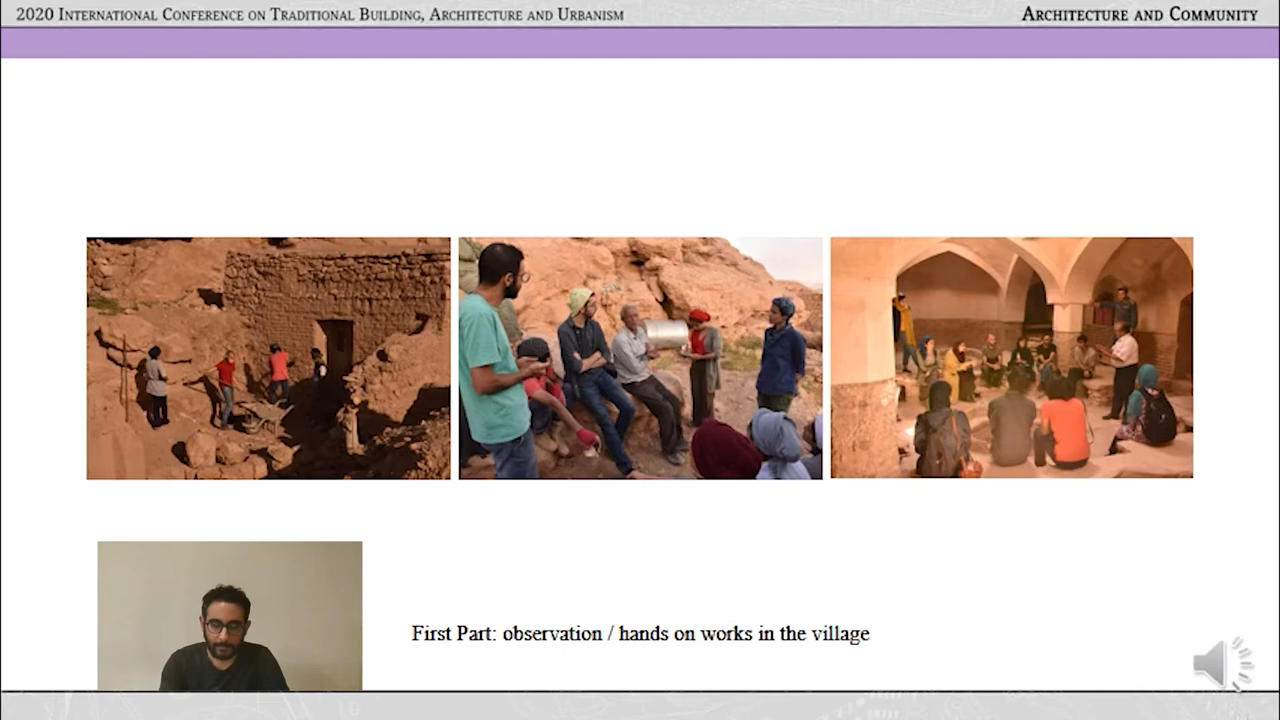 2020 International Conference on Traditional Building, Architecture and Urbanism
Architecture and Community
First Part: observation / hands on works in the village